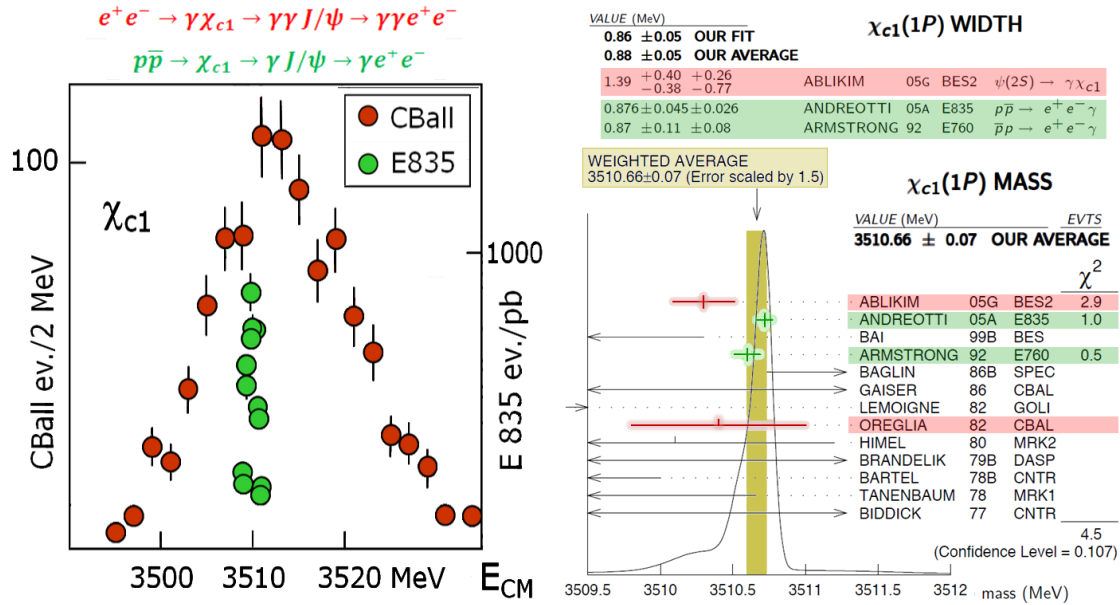 e⁺e⁻ → γχc1 → γγ J/ψ → γγe⁺e⁻
pp̅ → χc1 → γ J/ψ → γe⁺e⁻
CBall
E835
χc1
100
1000
CBall ev./2 MeV
E 835 ev./pb
3500 3510 3520 MeV ECM
χc1(1P) WIDTH
VALUE (MeV)
0.86 ±0.05 OUR FIT
0.88 ±0.05 OUR AVERAGE
1.39 +0.40 −0.38 +0.26 −0.77 ABLIKIM 05G BES2 ψ(2S) → γχc1
0.876±0.045±0.026 ANDREOTTI 05A E835 pp̅ → e⁺e⁻γ
0.87 ±0.11 ±0.08 ARMSTRONG 92 E760 p̅p → e⁺e⁻γ
WEIGHTED AVERAGE
3510.66±0.07 (Error scaled by 1.5)
χc1(1P) MASS
VALUE (MeV) EVTS
3510.66 ± 0.07 OUR AVERAGE
χ²
ABLIKIM 05G BES2 2.9
ANDREOTTI 05A E835 1.0
BAI 99B BES
ARMSTRONG 92 E760 0.5
BAGLIN 86B SPEC
GAISER 86 CBAL
LEMOIGNE 82 GOLI
OREGLIA 82 CBAL
HIMEL 80 MRK2
BRANDELIK 79B DASP
BARTEL 78B CNTR
TANENBAUM 78 MRK1
BIDDICK 77 CNTR
4.5
(Confidence Level = 0.107)
3509.5 3510 3510.5 3511 3511.5 3512
mass (MeV)